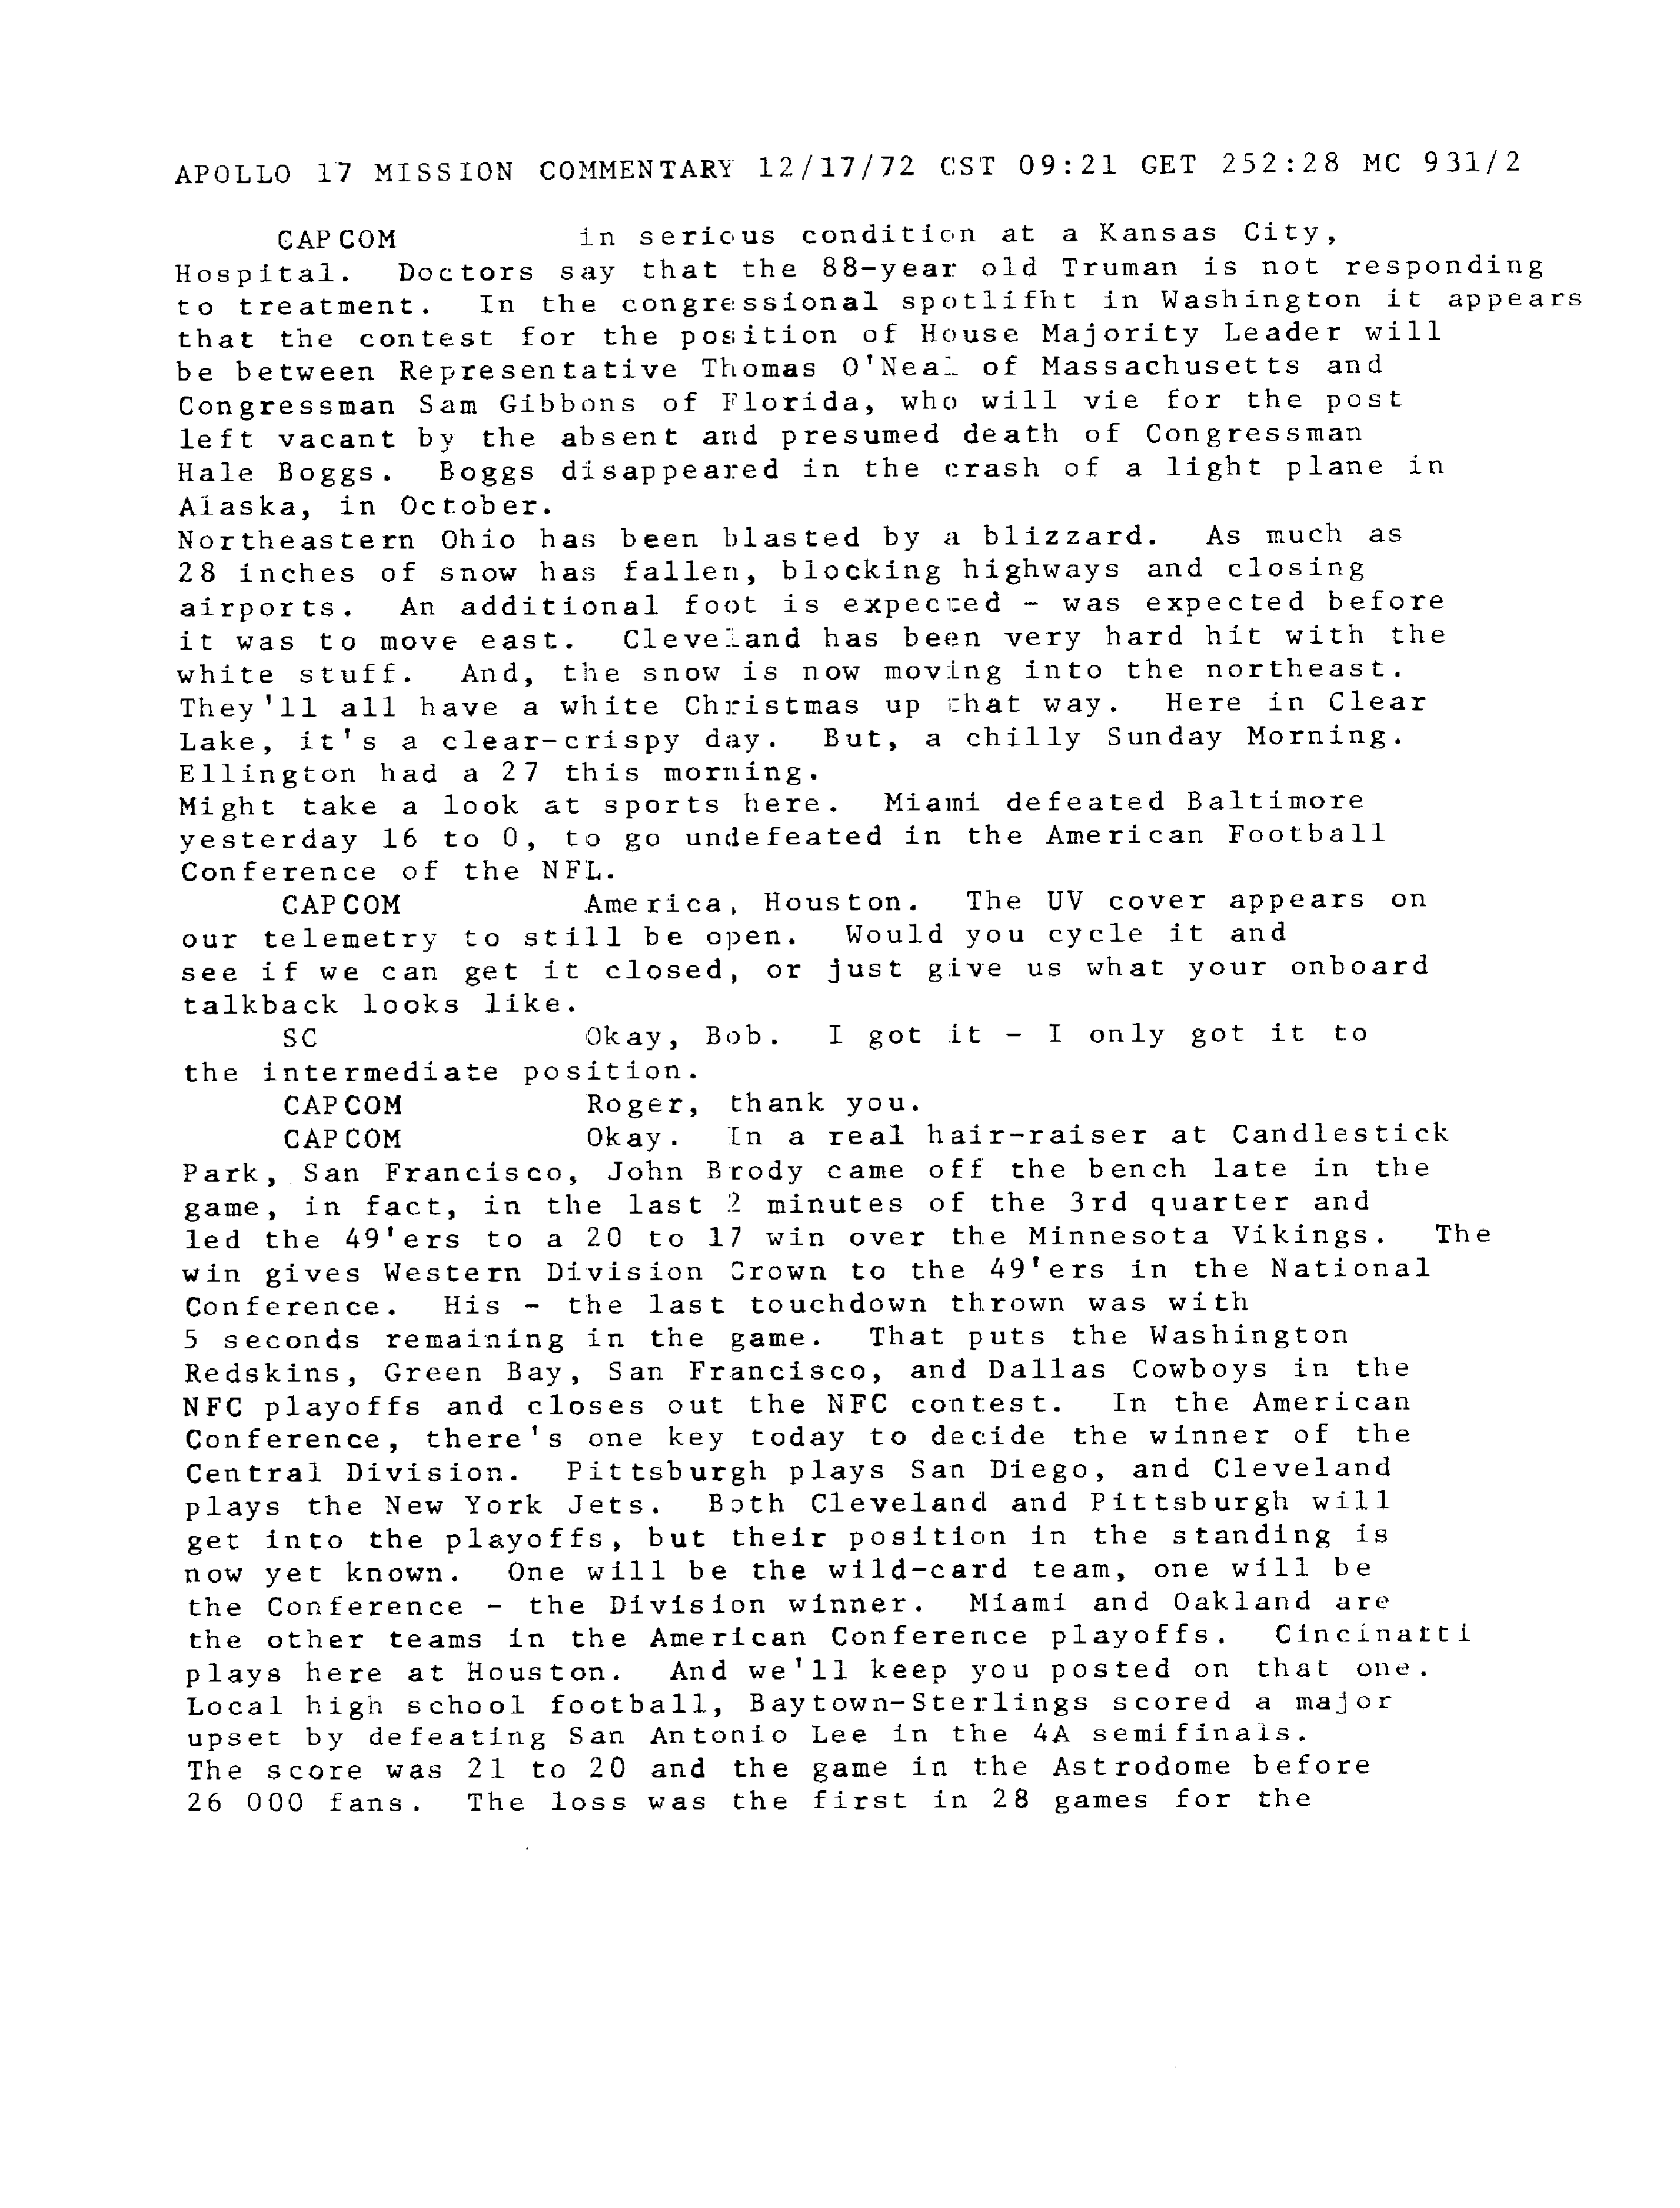 APOLLO 17 MISSION COMMENTARY 12/17/72 CST 09:21 GET 252:28 MC 931/2
CAPCOM in serious condition at a Kansas City,
Hospital. Doctors say that the 88-year old Truman is not responding
to treatment. In the congressional spotlifht in Washington it appears
that the contest for the position of House Majority Leader will
be between Representative Thomas O'Neal of Massachusetts and
Congressman Sam Gibbons of Florida, who will vie for the post
left vacant by the absent and presumed death of Congressman
Hale Boggs. Boggs disappeared in the crash of a light plane in
Alaska, in October.
Northeastern Ohio has been blasted by a blizzard. As much as
28 inches of snow has fallen, blocking highways and closing
airports. An additional foot is expected - was expected before
it was to move east. Cleveland has been very hard hit with the
white stuff. And, the snow is now moving into the northeast.
They'll all have a white Christmas up that way. Here in Clear
Lake, it's a clear-crispy day. But, a chilly Sunday Morning.
Ellington had a 27 this morning.
Might take a look at sports here. Miami defeated Baltimore
yesterday 16 to 0, to go undefeated in the American Football
Conference of the NFL.
CAPCOM America, Houston. The UV cover appears on
our telemetry to still be open. Would you cycle it and
see if we can get it closed, or just give us what your onboard
talkback looks like.
SC Okay, Bob. I got it - I only got it to
the intermediate position.
CAPCOM Roger, thank you.
CAPCOM Okay. In a real hair-raiser at Candlestick
Park, San Francisco, John Brody came off the bench late in the
game, in fact, in the last 2 minutes of the 3rd quarter and
led the 49'ers to a 20 to 17 win over the Minnesota Vikings. The
win gives Western Division Crown to the 49'ers in the National
Conference. His - the last touchdown thrown was with
5 seconds remaining in the game. That puts the Washington
Redskins, Green Bay, San Francisco, and Dallas Cowboys in the
NFC playoffs and closes out the NFC contest. In the American
Conference, there's one key today to decide the winner of the
Central Division. Pittsburgh plays San Diego, and Cleveland
plays the New York Jets. Both Cleveland and Pittsburgh will
get into the playoffs, but their position in the standing is
now yet known. One will be the wild-card team, one will be
the Conference - the Division winner. Miami and Oakland are
the other teams in the American Conference playoffs. Cincinatti
plays here at Houston. And we'll keep you posted on that one.
Local high school football, Baytown-Sterlings scored a major
upset by defeating San Antonio Lee in the 4A semifinals.
The score was 21 to 20 and the game in the Astrodome before
26 000 fans. The loss was the first in 28 games for the